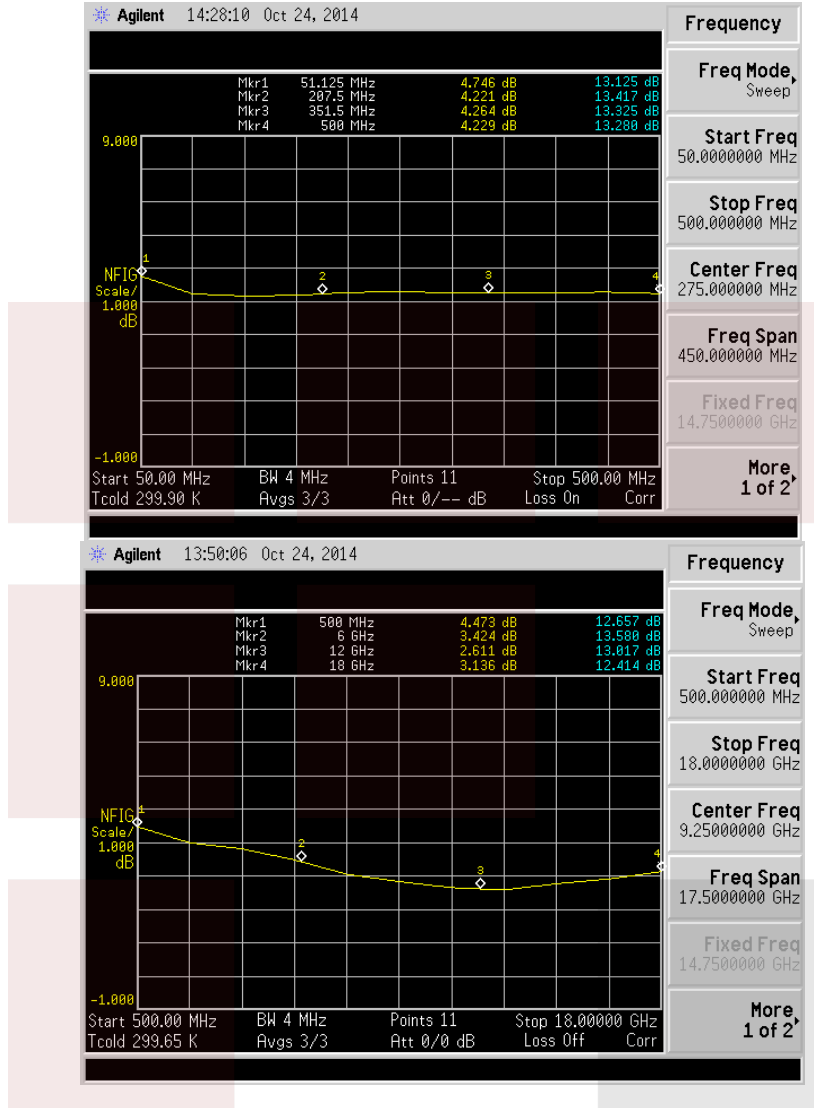 Agilent 14:28:10 Oct 24, 2014
Frequency
Mkr1 51.125 MHz 4.746 dB 13.125 dB
Mkr2 207.5 MHz 4.221 dB 13.417 dB
Mkr3 351.5 MHz 4.264 dB 13.325 dB
Mkr4 500 MHz 4.229 dB 13.280 dB
Freq Mode
Sweep
9.000
Start Freq
50.0000000 MHz
Stop Freq
500.000000 MHz
1
2
3
4
NFIG
Scale/
1.000
dB
Center Freq
275.000000 MHz
Freq Span
450.000000 MHz
Fixed Freq
14.7500000 GHz
-1.000
Start 50.00 MHz BW 4 MHz Points 11 Stop 500.00 MHz
Tcold 299.90 K Avgs 3/3 Att 0/-- dB Loss On Corr
More
1 of 2
Agilent 13:50:06 Oct 24, 2014
Frequency
Mkr1 500 MHz 4.473 dB 12.657 dB
Mkr2 6 GHz 3.424 dB 13.580 dB
Mkr3 12 GHz 2.611 dB 13.017 dB
Mkr4 18 GHz 3.136 dB 12.414 dB
Freq Mode
Sweep
9.000
Start Freq
500.000000 MHz
Stop Freq
18.0000000 GHz
1
2
3
4
NFIG
Scale/
1.000
dB
Center Freq
9.25000000 GHz
Freq Span
17.5000000 GHz
Fixed Freq
14.7500000 GHz
-1.000
Start 500.00 MHz BW 4 MHz Points 11 Stop 18.00000 GHz
Tcold 299.65 K Avgs 3/3 Att 0/0 dB Loss Off Corr
More
1 of 2